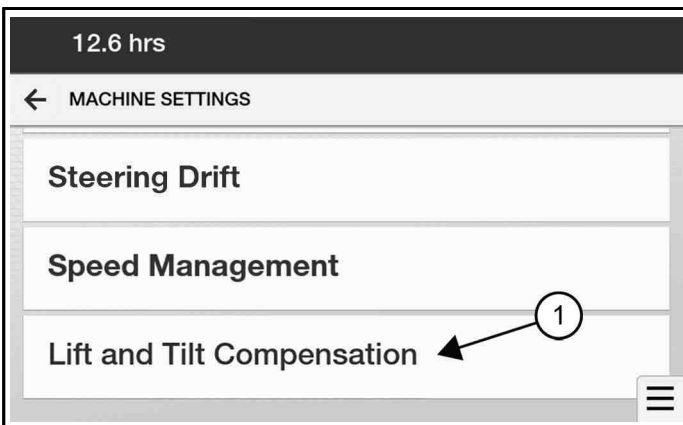 12.6 hrs
MACHINE SETTINGS
Steering Drift
Speed Management
1
Lift and Tilt Compensation